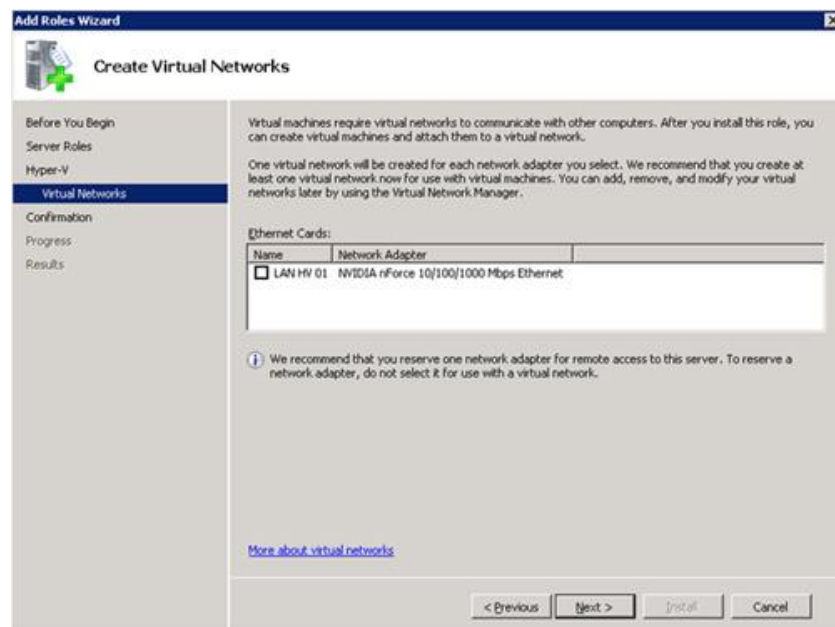 Add Roles Wizard
Create Virtual Networks
Before You Begin
Server Roles
Hyper-V
Virtual Networks
Confirmation
Progress
Results
Virtual machines require virtual networks to communicate with other computers. After you install this role, you
can create virtual machines and attach them to a virtual network.
One virtual network will be created for each network adapter you select. We recommend that you create at
least one virtual network now for use with virtual machines. You can add, remove, and modify your virtual
networks later by using the Virtual Network Manager.
Ethernet Cards:
Name Network Adapter
LAN HV 01 NVIDIA nForce 10/100/1000 Mbps Ethernet
We recommend that you reserve one network adapter for remote access to this server. To reserve a
network adapter, do not select it for use with a virtual network.
More about virtual networks
< Previous Next > Install Cancel